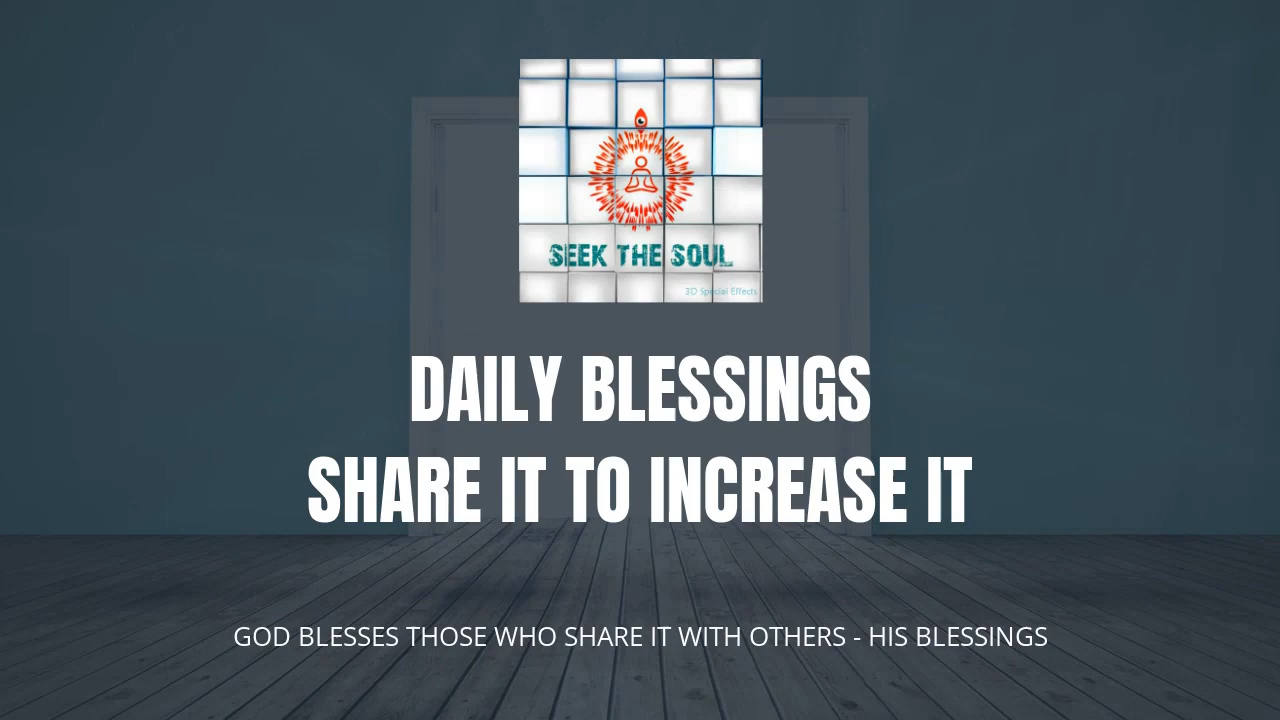 SEEK THE SOUL
3D Special Effects
DAILY BLESSINGS
SHARE IT TO INCREASE IT
GOD BLESSES THOSE WHO SHARE IT WITH OTHERS - HIS BLESSINGS